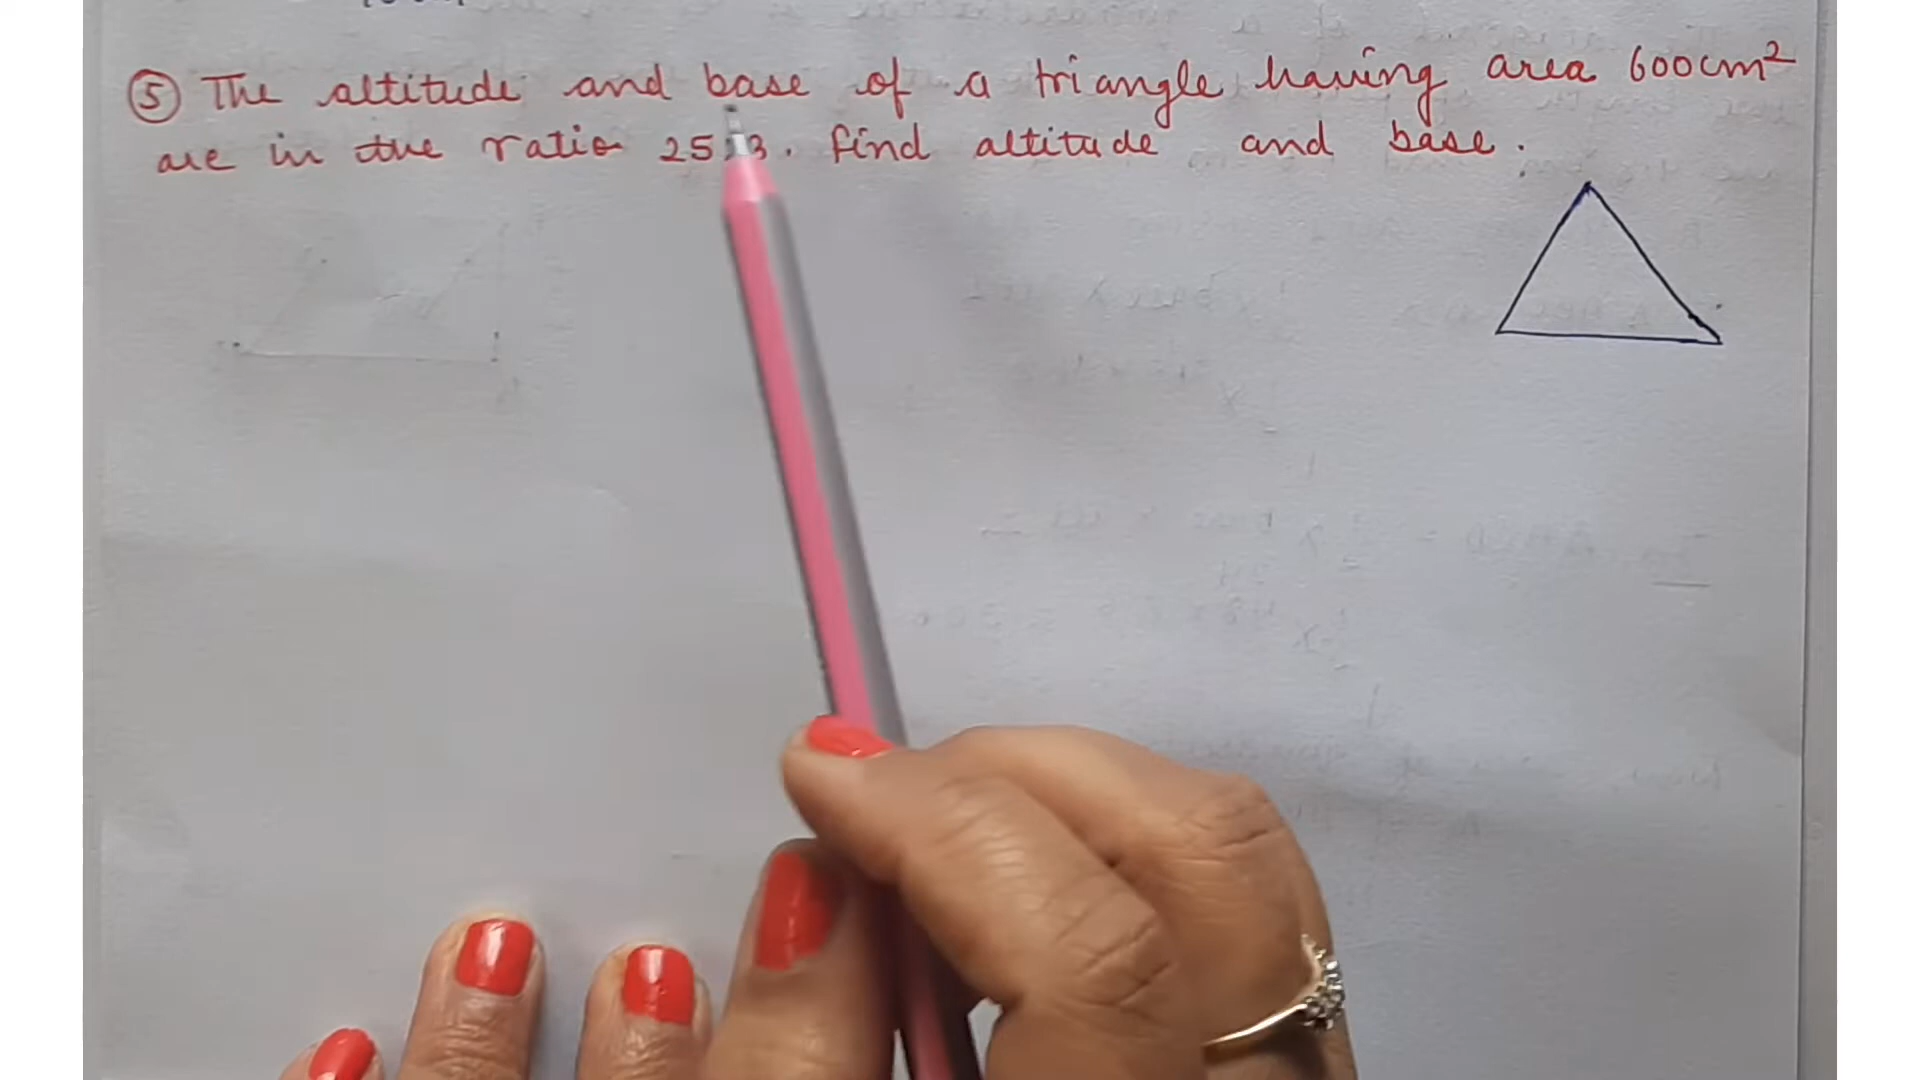 ⑤ The altitude and base of a triangle having area 600cm²
are in the ratio 25:3. Find altitude and base.